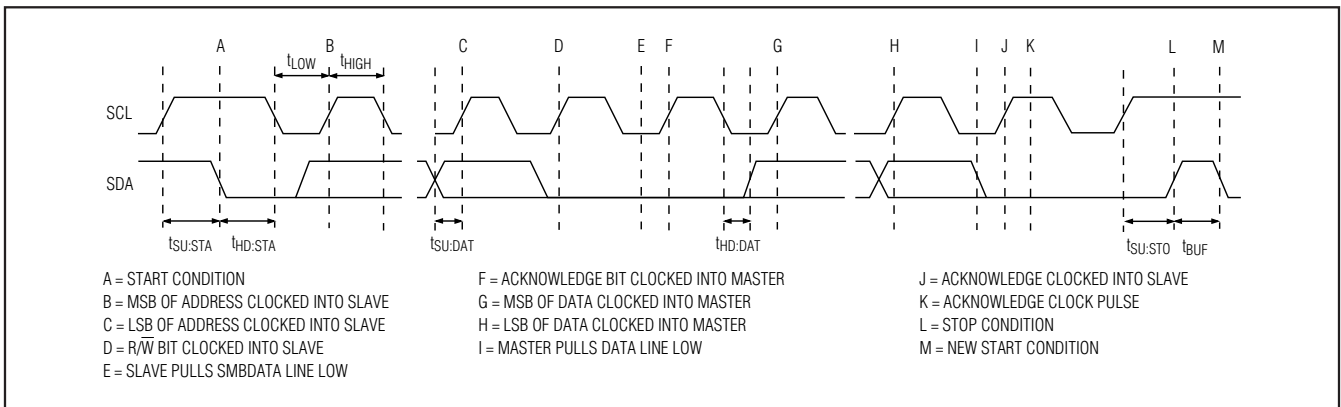 A B C D E F G H I J K L M
tLOW tHIGH
SCL
SDA
tSU:STA tHD:STA tSU:DAT tHD:DAT tSU:STO tBUF
A = START CONDITION
B = MSB OF ADDRESS CLOCKED INTO SLAVE
C = LSB OF ADDRESS CLOCKED INTO SLAVE
D = R/W̅ BIT CLOCKED INTO SLAVE
E = SLAVE PULLS SMBDATA LINE LOW
F = ACKNOWLEDGE BIT CLOCKED INTO MASTER
G = MSB OF DATA CLOCKED INTO MASTER
H = LSB OF DATA CLOCKED INTO MASTER
I = MASTER PULLS DATA LINE LOW
J = ACKNOWLEDGE CLOCKED INTO SLAVE
K = ACKNOWLEDGE CLOCK PULSE
L = STOP CONDITION
M = NEW START CONDITION